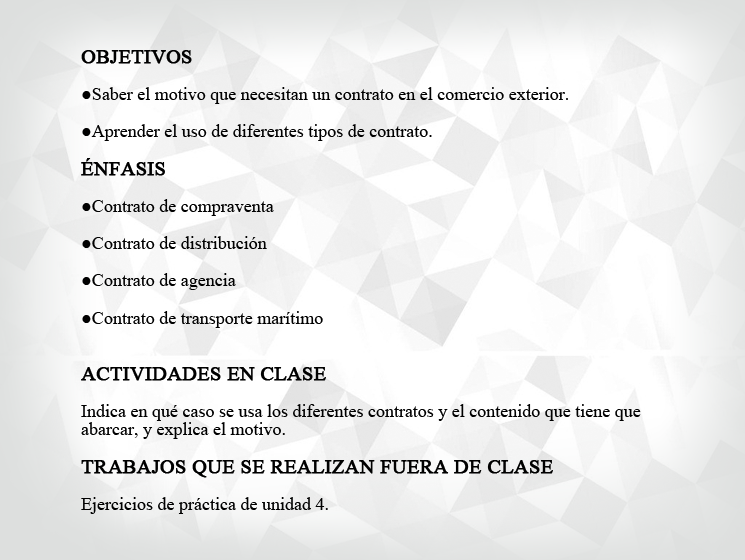 OBJETIVOS
●Saber el motivo que necesitan un contrato en el comercio exterior.
●Aprender el uso de diferentes tipos de contrato.
ÉNFASIS
●Contrato de compraventa
●Contrato de distribución
●Contrato de agencia
●Contrato de transporte marítimo
ACTIVIDADES EN CLASE
Indica en qué caso se usa los diferentes contratos y el contenido que tiene que
abarcar, y explica el motivo.
TRABAJOS QUE SE REALIZAN FUERA DE CLASE
Ejercicios de práctica de unidad 4.